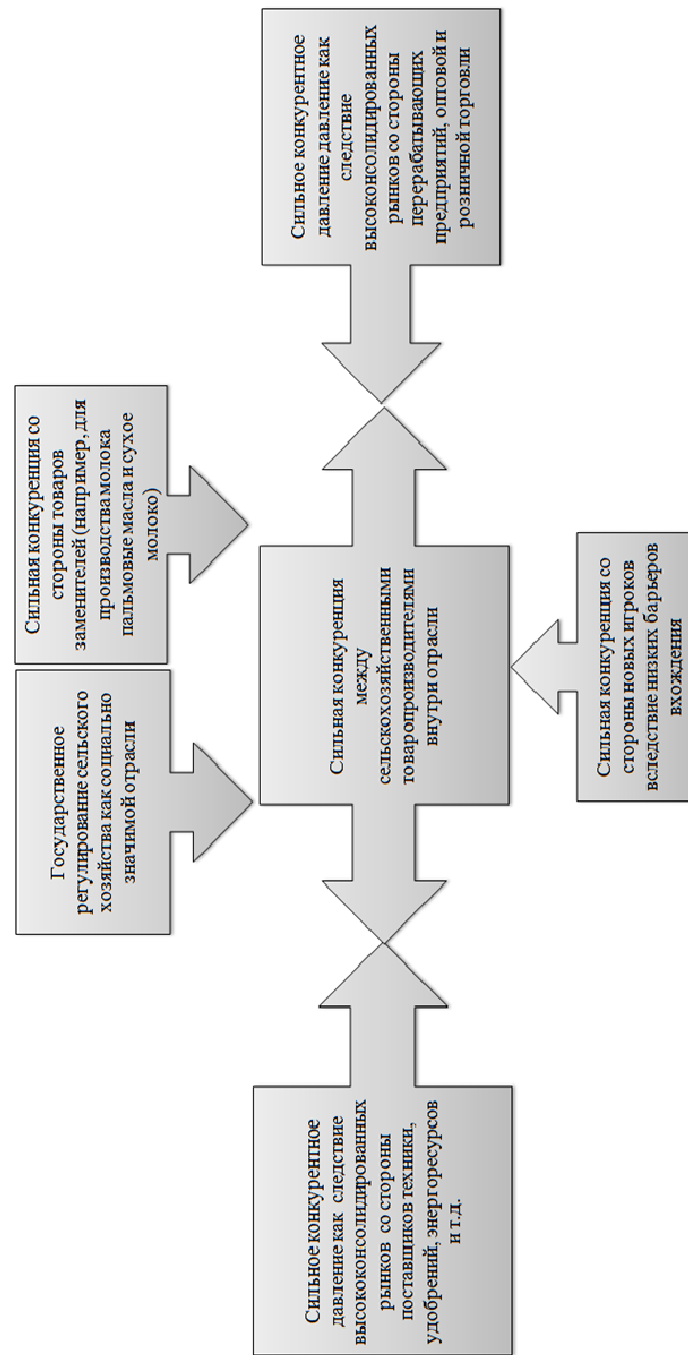 Государственное
регулирование сельского
хозяйства как социально
значимой отрасли
Сильная конкуренция со
стороны товаров
заменителей (например, для
производства молока
пальмовые масла и сухое
молоко)
Сильное конкурентное
давление как следствие
высококонсолидированных
рынков со стороны
поставщиков техники,
удобрений, энергоресурсов
и т.д.
Сильная конкуренция
между
сельскохозяйственными
товаропроизводителями
внутри отрасли
Сильное конкурентное
давление давление как
следствие
высоконсолидированных
рынков со стороны
перерабатывающих
предприятий, оптовой и
розничной торговли
Сильная конкуренция со
стороны новых игроков
вследствие низких барьеров
вхождения